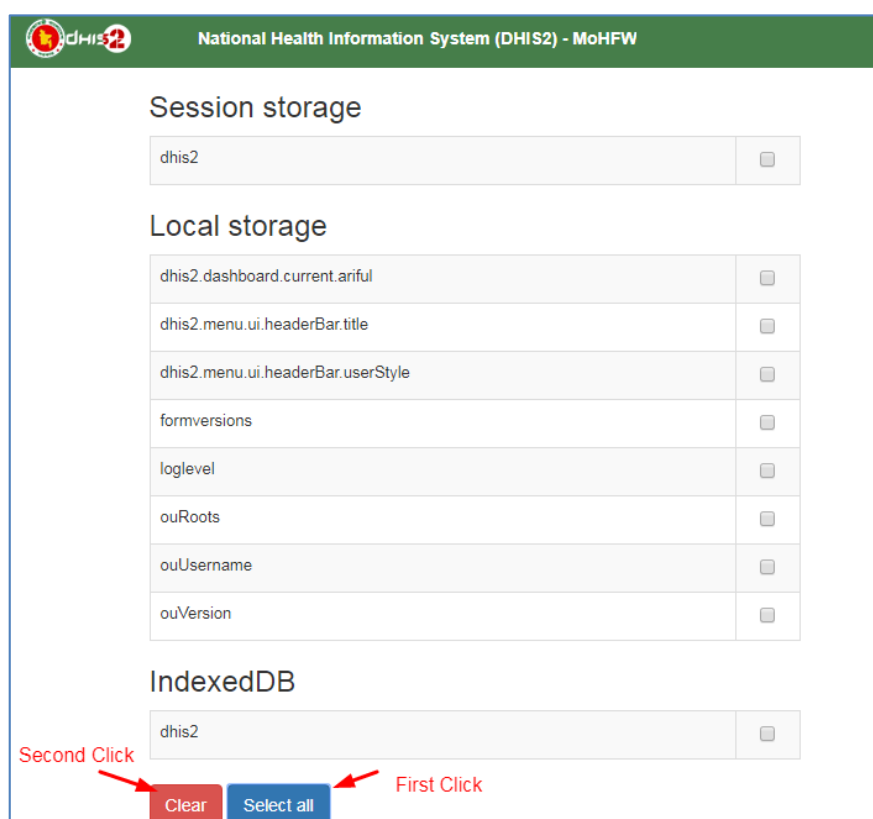 dhis2
National Health Information System (DHIS2) - MoHFW
Session storage
dhis2
Local storage
dhis2.dashboard.current.ariful
dhis2.menu.ui.headerBar.title
dhis2.menu.ui.headerBar.userStyle
formversions
loglevel
ouRoots
ouUsername
ouVersion
IndexedDB
dhis2
Second Click
First Click
Clear
Select all